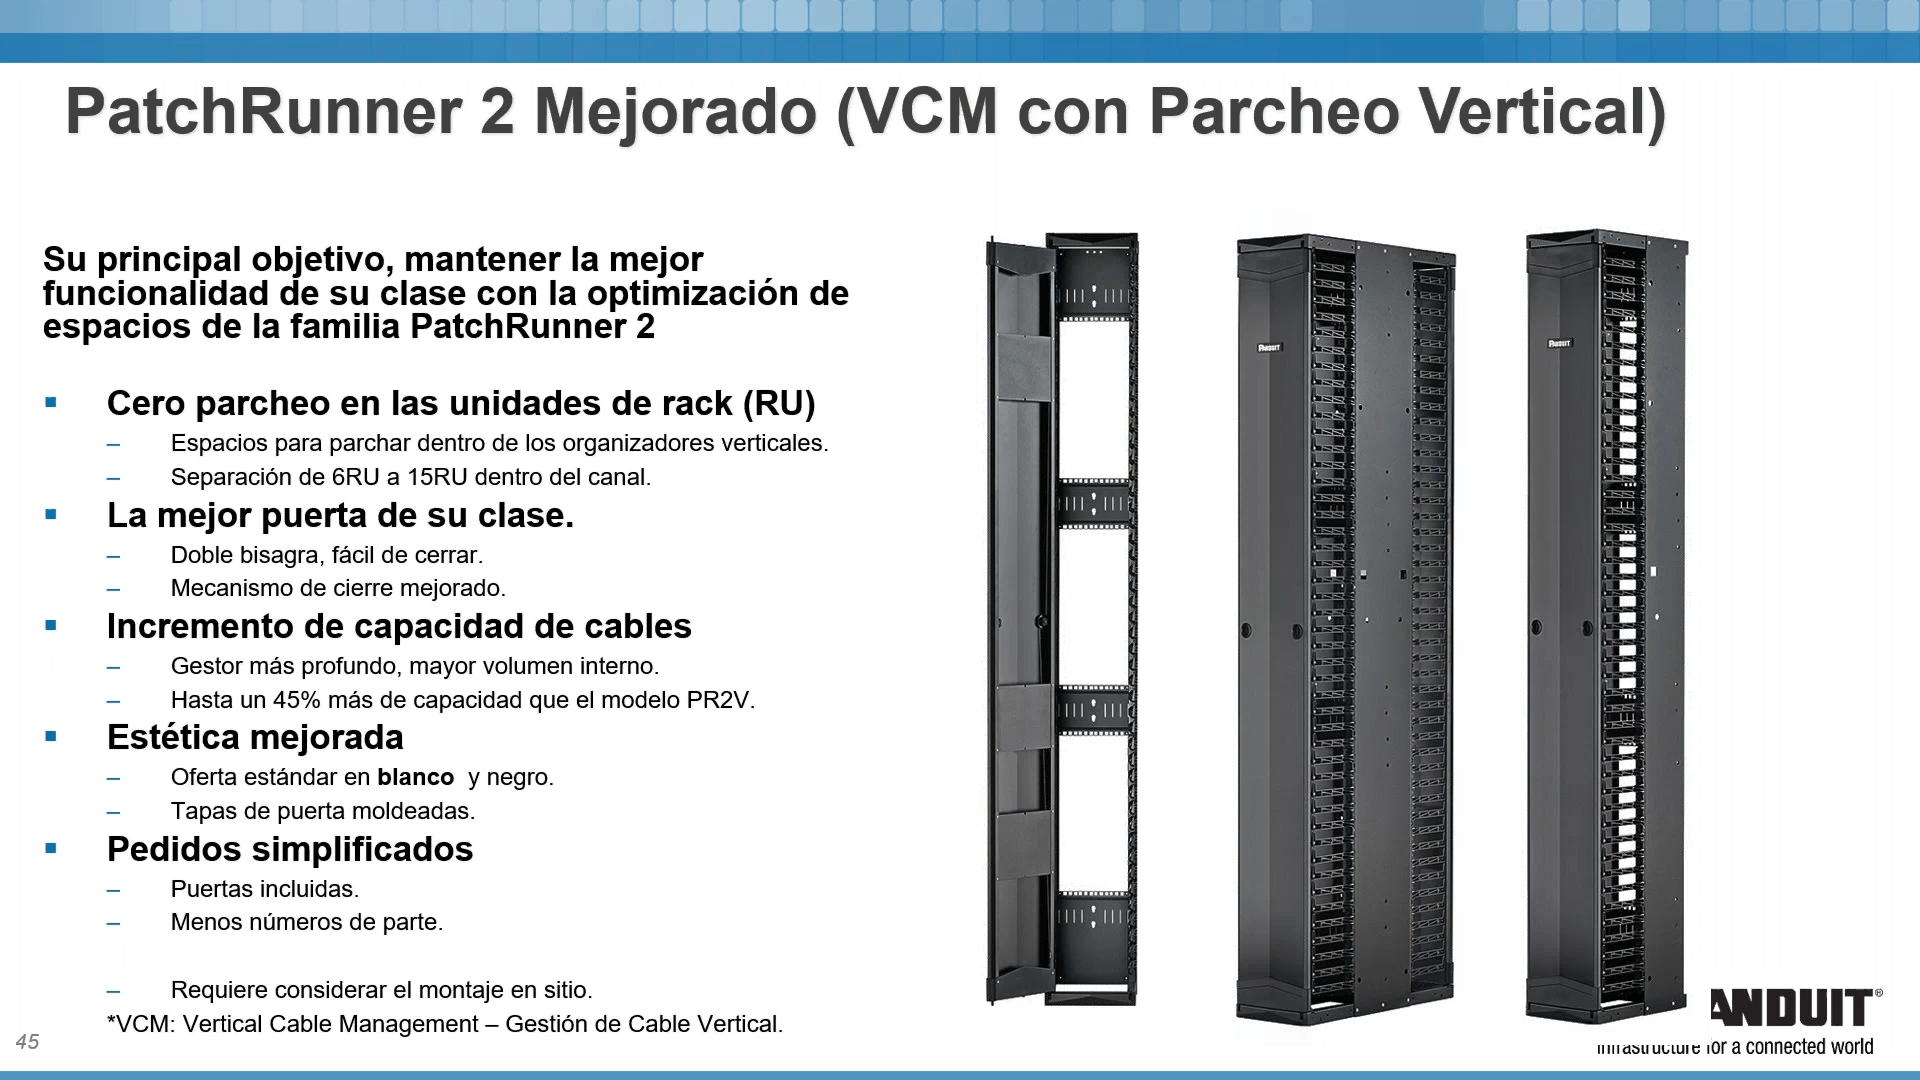 PatchRunner 2 Mejorado (VCM con Parcheo Vertical)
Su principal objetivo, mantener la mejor
funcionalidad de su clase con la optimización de
espacios de la familia PatchRunner 2
▪ Cero parcheo en las unidades de rack (RU)
– Espacios para parchar dentro de los organizadores verticales.
– Separación de 6RU a 15RU dentro del canal.
▪ La mejor puerta de su clase.
– Doble bisagra, fácil de cerrar.
– Mecanismo de cierre mejorado.
▪ Incremento de capacidad de cables
– Gestor más profundo, mayor volumen interno.
– Hasta un 45% más de capacidad que el modelo PR2V.
▪ Estética mejorada
– Oferta estándar en blanco y negro.
– Tapas de puerta moldeadas.
▪ Pedidos simplificados
– Puertas incluidas.
– Menos números de parte.
– Requiere considerar el montaje en sitio.
*VCM: Vertical Cable Management – Gestión de Cable Vertical.
PANDUIT
PANDUIT
ANDUIT®
infrastructure for a connected world
45